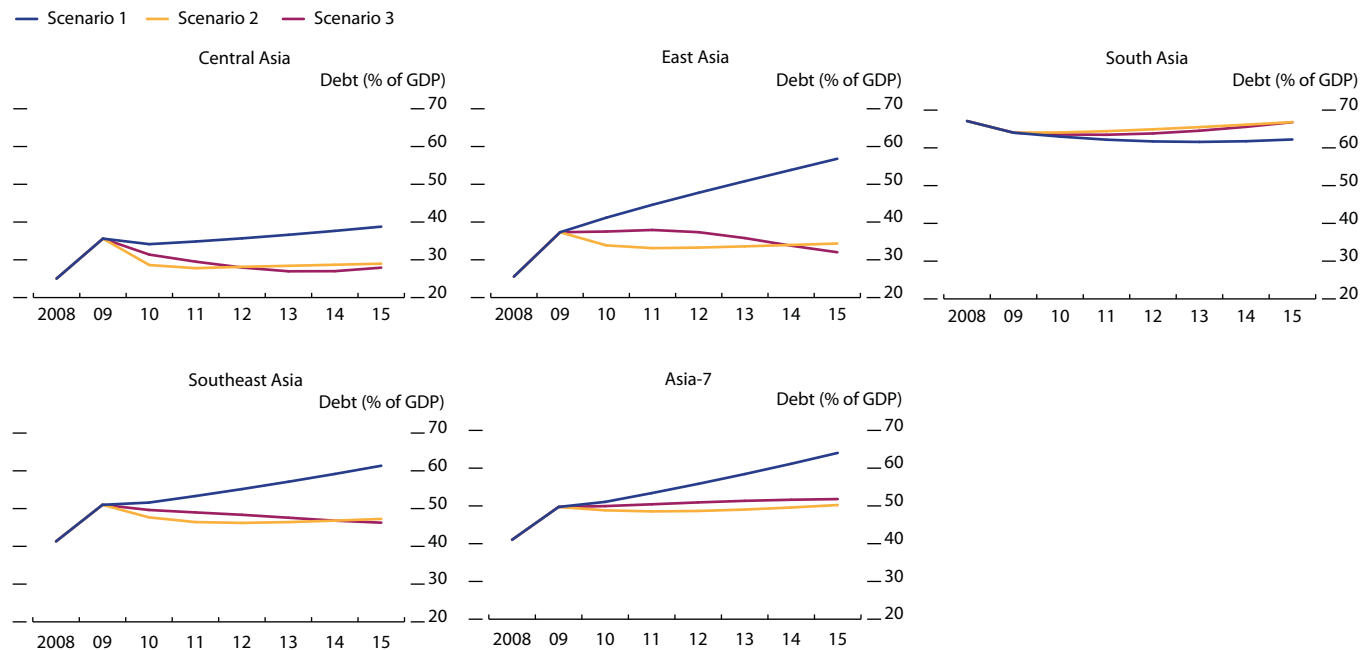 Scenario 1 Scenario 2 Scenario 3
Central Asia
Debt (% of GDP)
70
60
50
40
30
20
2008 09 10 11 12 13 14 15
East Asia
Debt (% of GDP)
70
60
50
40
30
20
2008 09 10 11 12 13 14 15
South Asia
Debt (% of GDP)
70
60
50
40
30
20
2008 09 10 11 12 13 14 15
Southeast Asia
Debt (% of GDP)
70
60
50
40
30
20
2008 09 10 11 12 13 14 15
Asia-7
Debt (% of GDP)
70
60
50
40
30
20
2008 09 10 11 12 13 14 15